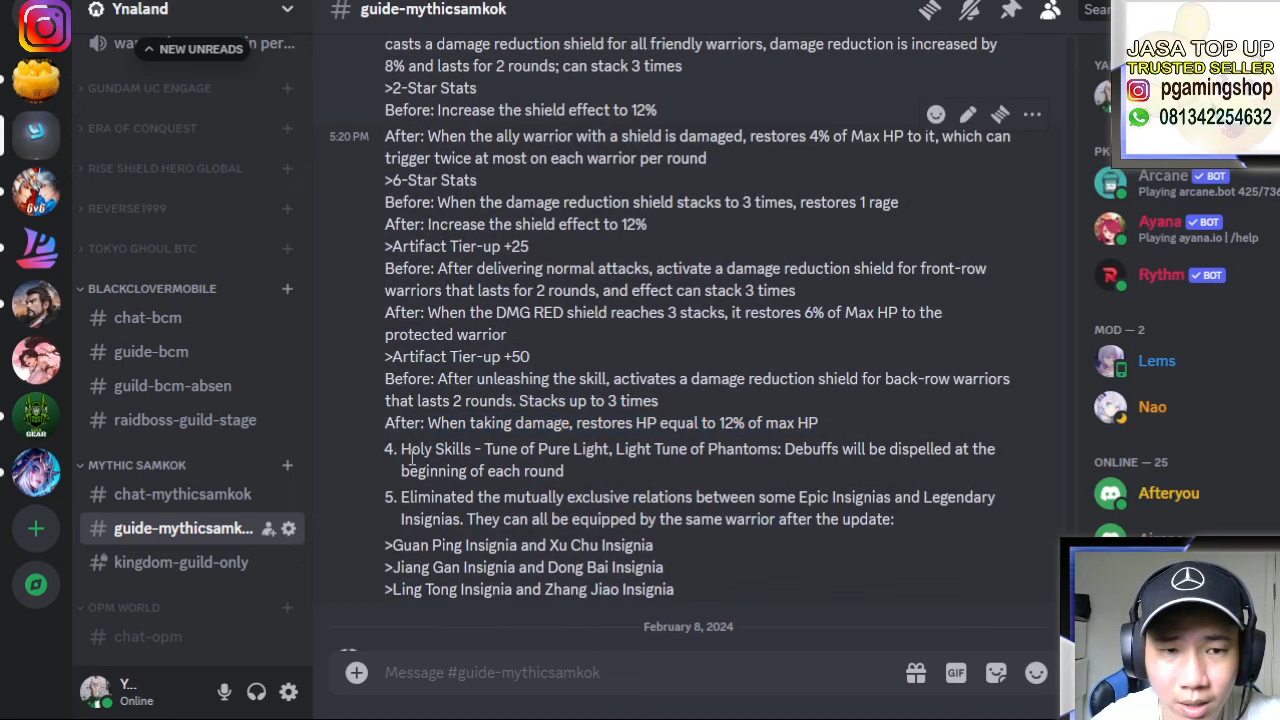 Ynaland
NEW UNREADS
GUNDAM UC ENGAGE
ERA OF CONQUEST
RISE SHIELD HERO GLOBAL
REVERSE1999
TOKYO GHOUL BTC
BLACKCLOVERMOBILE
chat-bcm
guide-bcm
guild-bcm-absen
raidboss-guild-stage
MYTHIC SAMKOK
chat-mythicsamkok
guide-mythicsamk...
kingdom-guild-only
OPM WORLD
chat-opm
Y...
Online
6v6
GEAR
guide-mythicsamkok
casts a damage reduction shield for all friendly warriors, damage reduction is increased by
8% and lasts for 2 rounds; can stack 3 times
>2-Star Stats
Before: Increase the shield effect to 12%
5:20 PM
After: When the ally warrior with a shield is damaged, restores 4% of Max HP to it, which can
trigger twice at most on each warrior per round
>6-Star Stats
Before: When the damage reduction shield stacks to 3 times, restores 1 rage
After: Increase the shield effect to 12%
>Artifact Tier-up +25
Before: After delivering normal attacks, activate a damage reduction shield for front-row
warriors that lasts for 2 rounds, and effect can stack 3 times
After: When the DMG RED shield reaches 3 stacks, it restores 6% of Max HP to the
protected warrior
>Artifact Tier-up +50
Before: After unleashing the skill, activates a damage reduction shield for back-row warriors
that lasts 2 rounds. Stacks up to 3 times
After: When taking damage, restores HP equal to 12% of max HP
4. Holy Skills - Tune of Pure Light, Light Tune of Phantoms: Debuffs will be dispelled at the
beginning of each round
5. Eliminated the mutually exclusive relations between some Epic Insignias and Legendary
Insignias. They can all be equipped by the same warrior after the update:
>Guan Ping Insignia and Xu Chu Insignia
>Jiang Gan Insignia and Dong Bai Insignia
>Ling Tong Insignia and Zhang Jiao Insignia
February 8, 2024
Message #guide-mythicsamkok
GIF
JASA TOP UP
TRUSTED SELLER
pgamingshop
081342254632
Arcane BOT
Playing arcane.bot 425/736
Ayana BOT
Playing ayana.io | /help
Rythm BOT
MOD — 2
Lems
Nao
ONLINE — 25
Afteryou